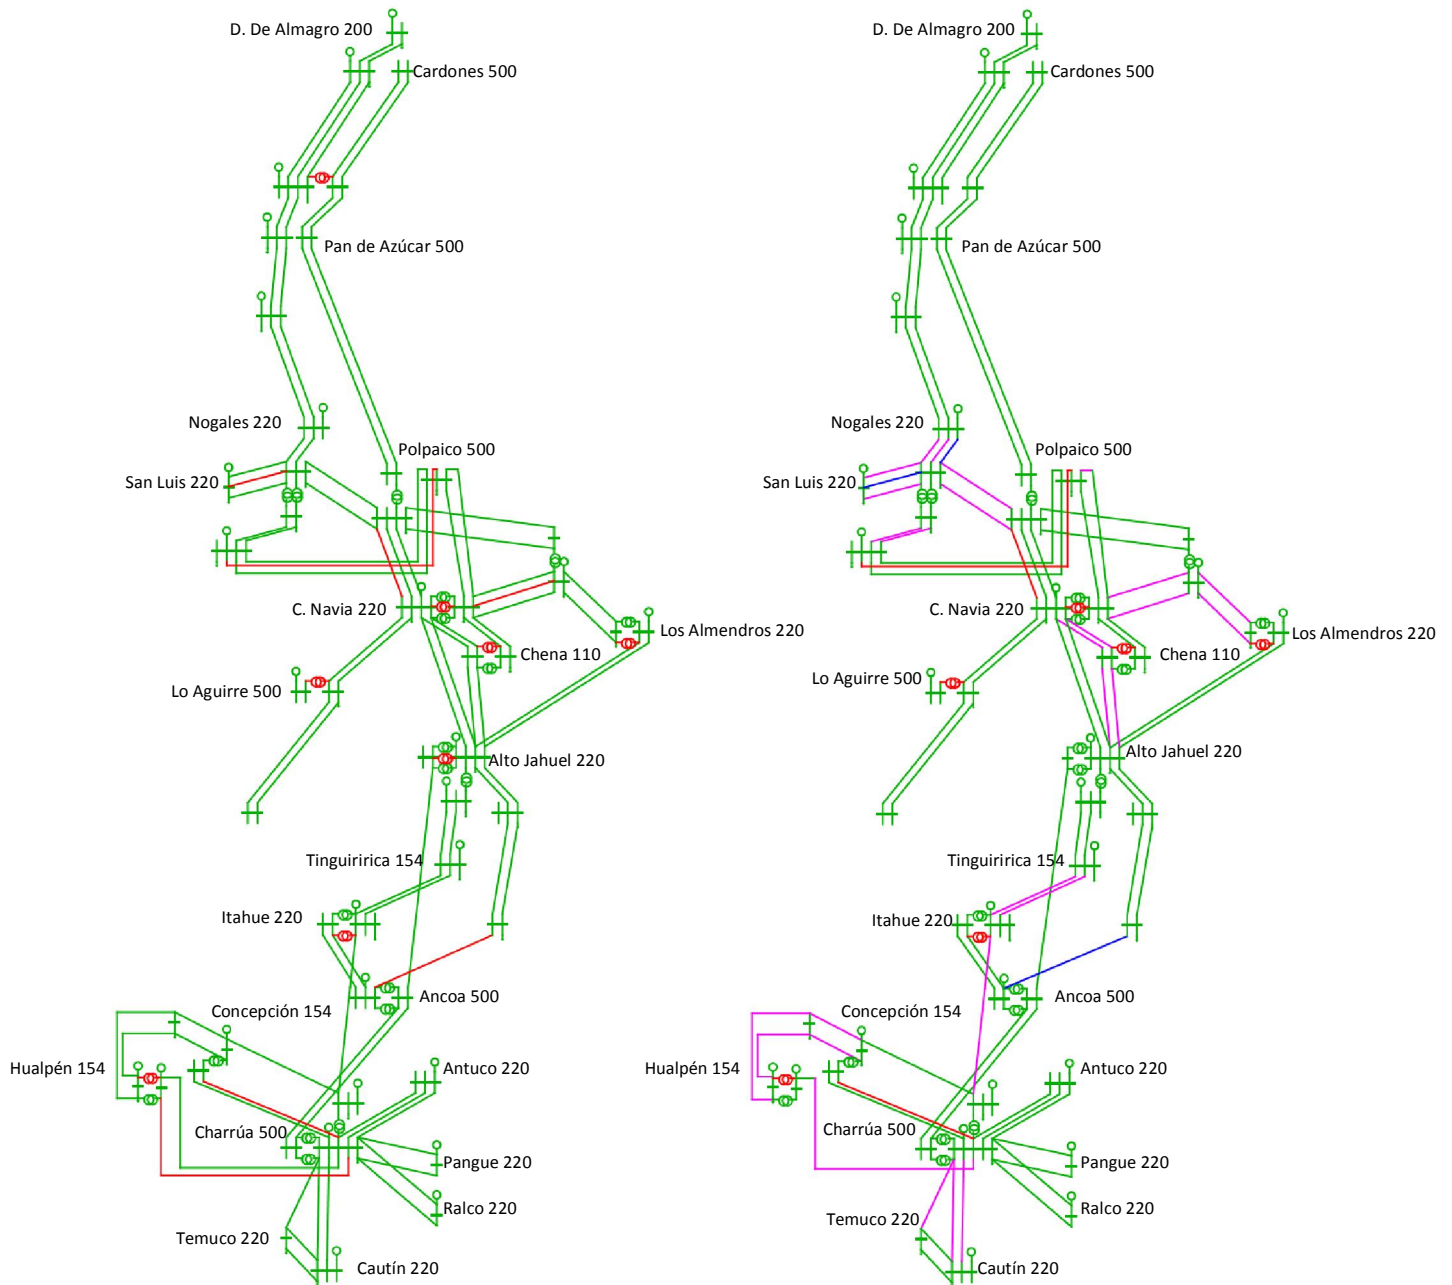 D. De Almagro 200
Cardones 500
Pan de Azúcar 500
Nogales 220
Polpaico 500
San Luis 220
C. Navia 220
Los Almendros 220
Chena 110
Lo Aguirre 500
Alto Jahuel 220
Tinguiririca 154
Itahue 220
Ancoa 500
Concepción 154
Hualpén 154
Antuco 220
Charrúa 500
Pangue 220
Ralco 220
Temuco 220
Cautín 220
D. De Almagro 200
Cardones 500
Pan de Azúcar 500
Nogales 220
Polpaico 500
San Luis 220
C. Navia 220
Los Almendros 220
Chena 110
Lo Aguirre 500
Alto Jahuel 220
Tinguiririca 154
Itahue 220
Ancoa 500
Concepción 154
Hualpén 154
Antuco 220
Charrúa 500
Pangue 220
Ralco 220
Temuco 220
Cautín 220